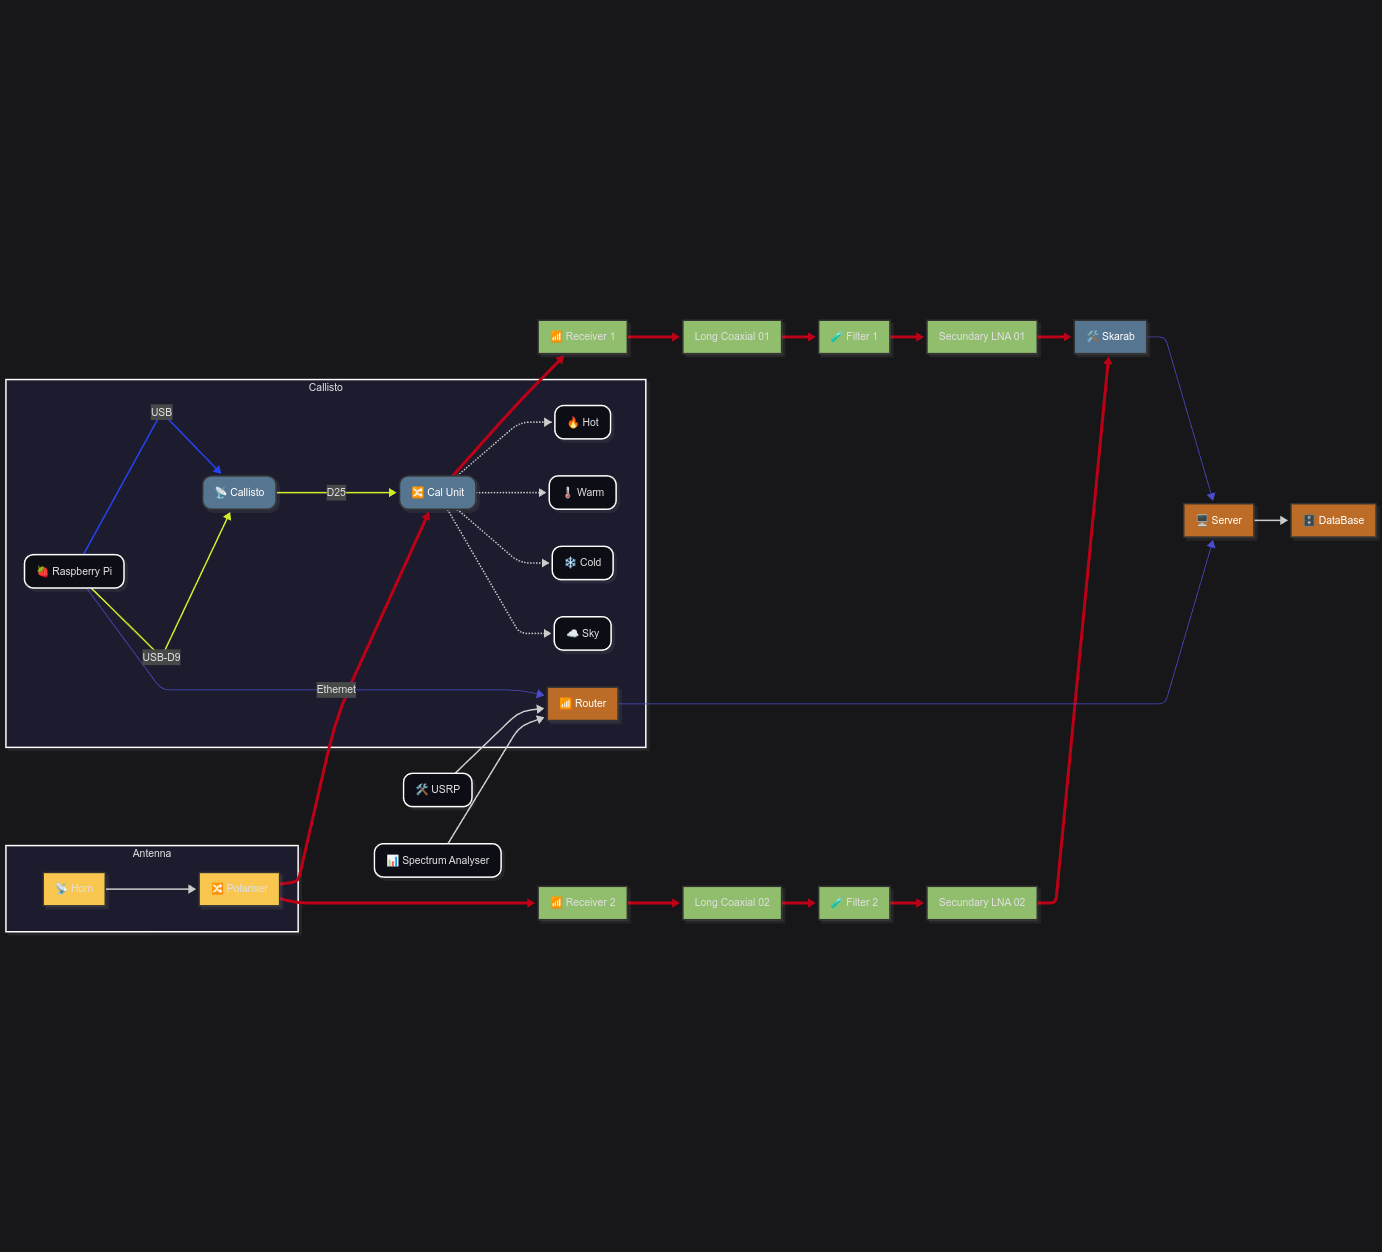 Receiver 1
Long Coaxial 01
Filter 1
Secundary LNA 01
Skarab
Callisto
USB
Hot
Callisto
D25
Cal Unit
Warm
Server
DataBase
Cold
Raspberry Pi
Sky
USB-D9
Ethernet
Router
USRP
Antenna
Spectrum Analyser
Horn
Polariser
Receiver 2
Long Coaxial 02
Filter 2
Secundary LNA 02